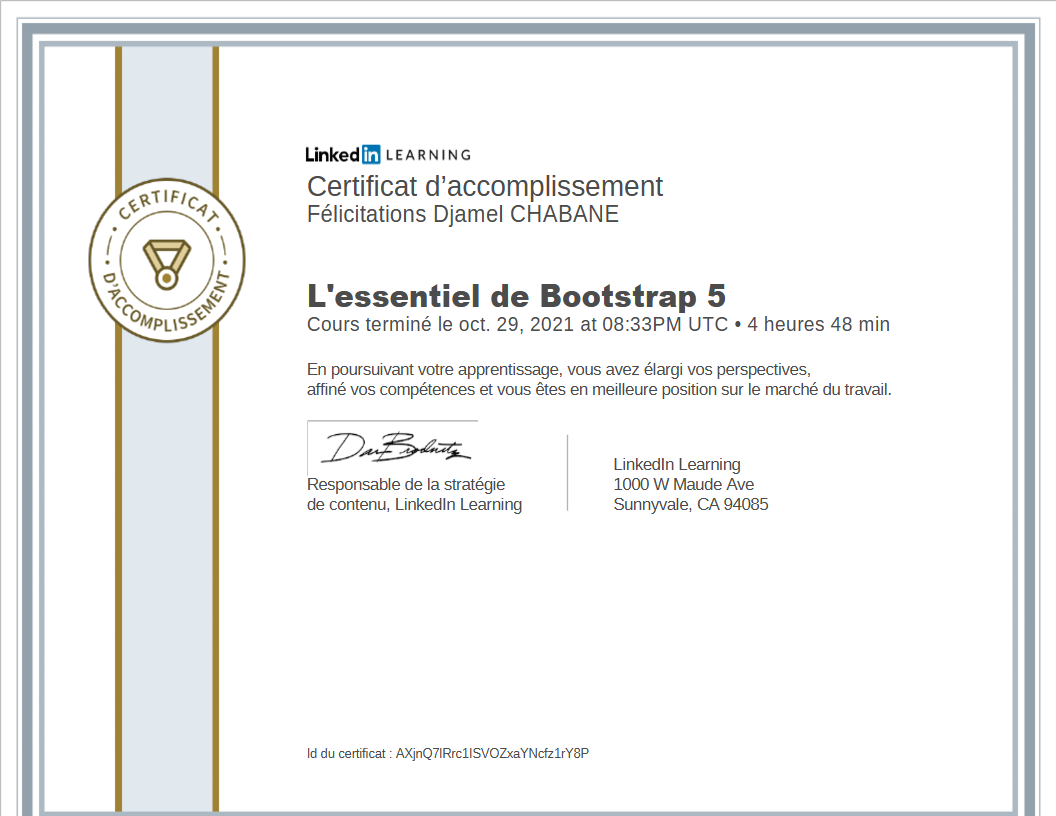 CERTIFICAT
D'ACCOMPLISSEMENT
Linked in LEARNING
Certificat d’accomplissement
Félicitations Djamel CHABANE
L'essentiel de Bootstrap 5
Cours terminé le oct. 29, 2021 at 08:33PM UTC • 4 heures 48 min
En poursuivant votre apprentissage, vous avez élargi vos perspectives,
affiné vos compétences et vous êtes en meilleure position sur le marché du travail.
Responsable de la stratégie
de contenu, LinkedIn Learning
LinkedIn Learning
1000 W Maude Ave
Sunnyvale, CA 94085
Id du certificat : AXjnQ7lRrc1ISVOZxaYNcfz1rY8P